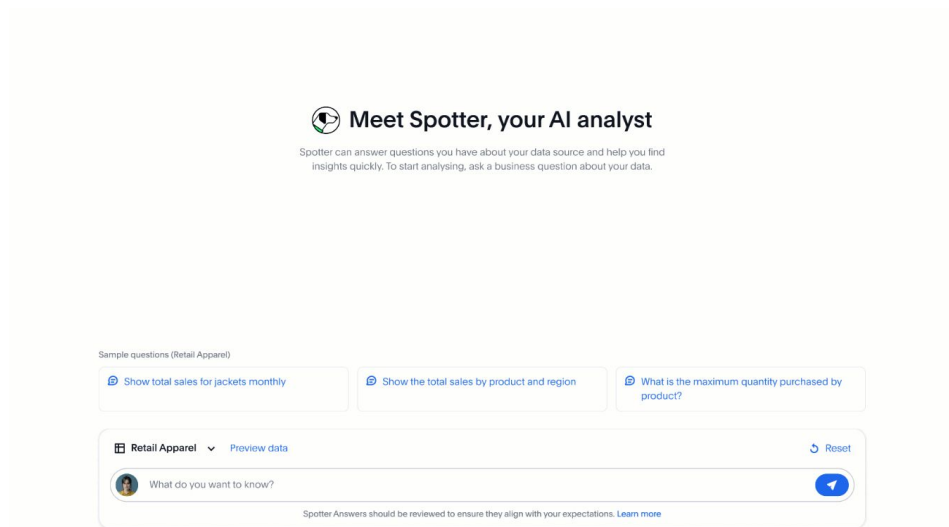 Meet Spotter, your AI analyst
Spotter can answer questions you have about your data source and help you find
insights quickly. To start analysing, ask a business question about your data.
Sample questions (Retail Apparel)
Show total sales for jackets monthly
Show the total sales by product and region
What is the maximum quantity purchased by
product?
Retail Apparel
Preview data
Reset
What do you want to know?
Spotter Answers should be reviewed to ensure they align with your expectations. Learn more